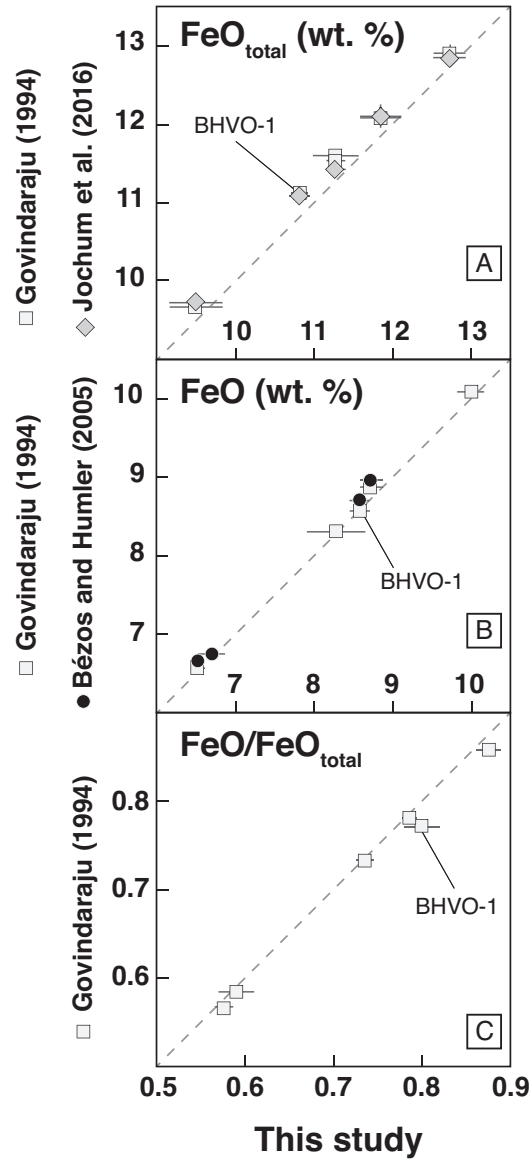 Govindaraju (1994)
Jochum et al. (2016)
13
12
11
10
FeOtotal (wt. %)
BHVO-1
A
10 11 12 13
Govindaraju (1994)
Bézos and Humler (2005)
10
9
8
7
FeO (wt. %)
BHVO-1
B
7 8 9 10
Govindaraju (1994)
0.8
0.7
0.6
FeO/FeOtotal
BHVO-1
C
0.5 0.6 0.7 0.8 0.9
This study